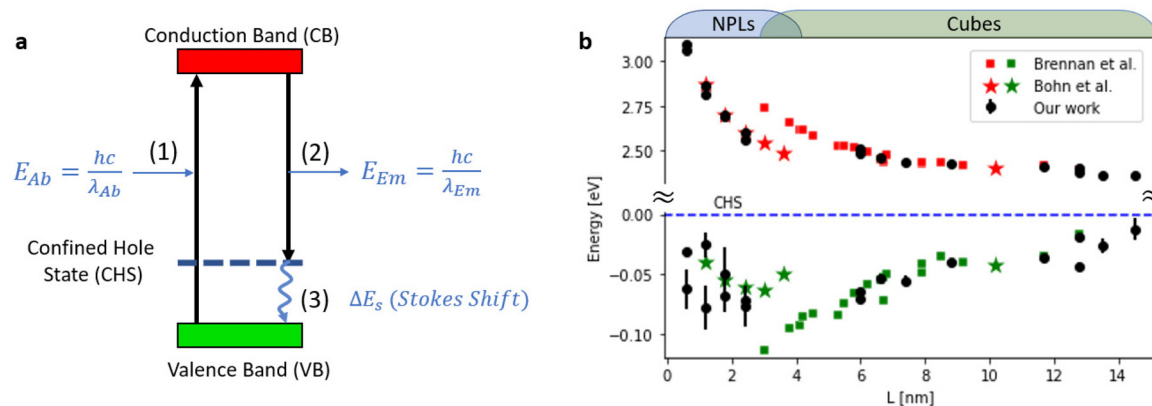 a
Conduction Band (CB)
(1)
(2)
E_Ab = hc/λ_Ab
E_Em = hc/λ_Em
Confined Hole
State (CHS)
(3)
ΔE_s (Stokes Shift)
Valence Band (VB)
b
NPLs
Cubes
Brennan et al.
Bohn et al.
Our work
3.00
2.75
2.50
≈
≈
CHS
0.00
−0.05
−0.10
Energy [eV]
0
2
4
6
8
10
12
14
L [nm]